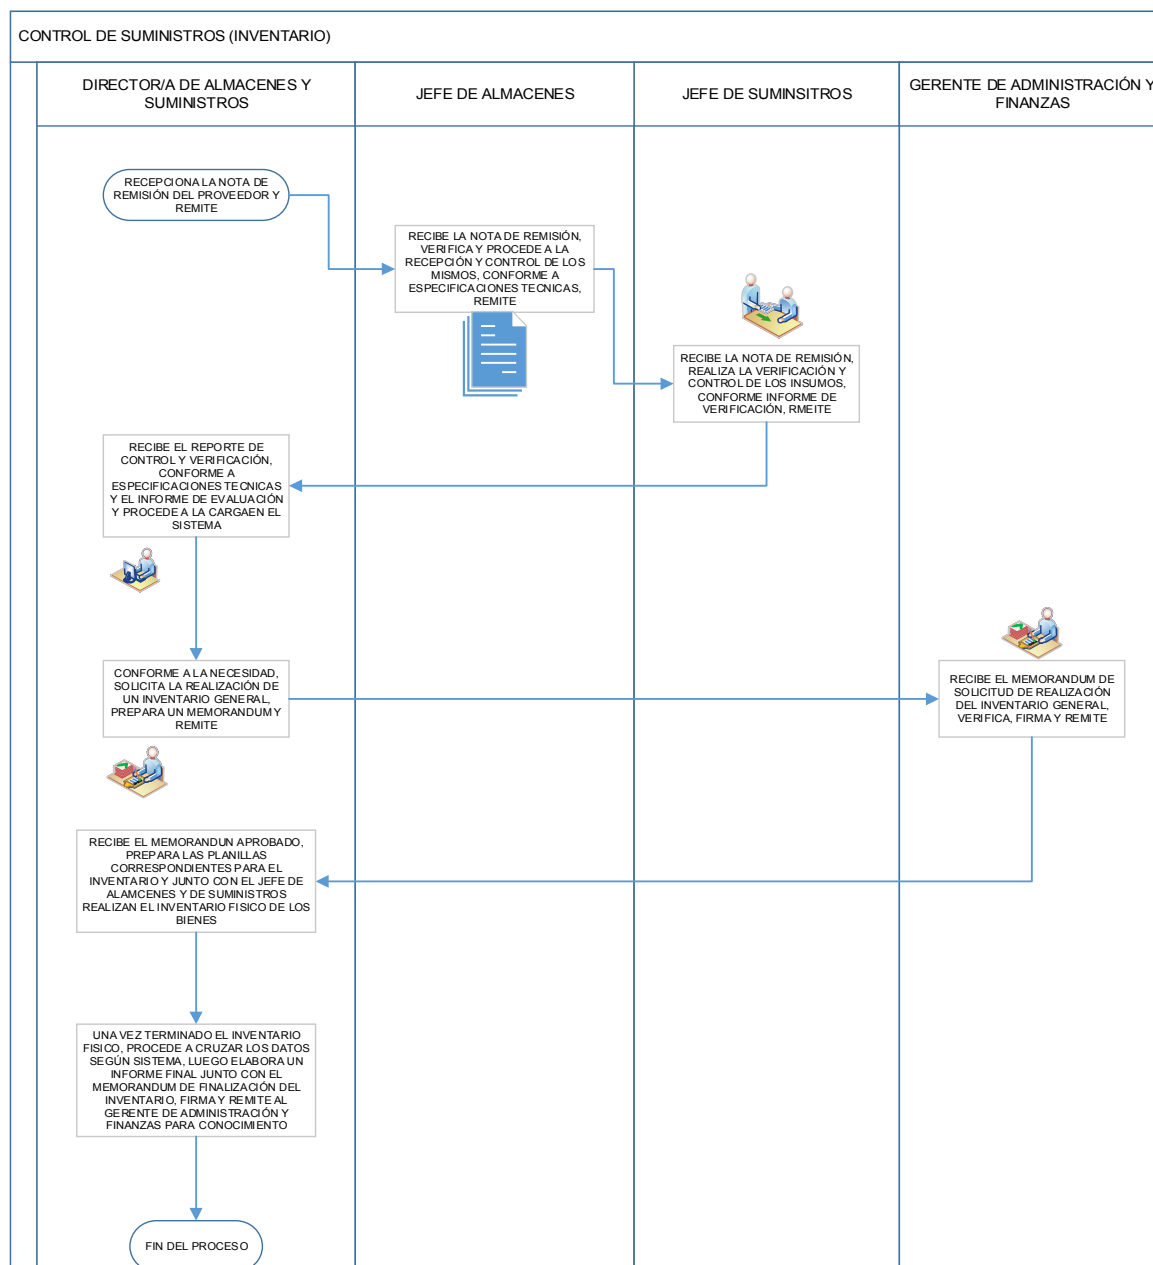 CONTROL DE SUMINISTROS (INVENTARIO)
DIRECTOR/A DE ALMACENES Y
SUMINISTROS
JEFE DE ALMACENES
JEFE DE SUMINSITROS
GERENTE DE ADMINISTRACIÓN Y
FINANZAS
RECEPCIONA LA NOTA DE
REMISIÓN DEL PROVEEDOR Y
REMITE
RECIBE LA NOTA DE REMISIÓN,
VERIFICA Y PROCEDE A LA
RECEPCIÓN Y CONTROL DE LOS
MISMOS, CONFORME A
ESPECIFICACIONES TECNICAS,
REMITE
RECIBE LA NOTA DE REMISIÓN,
REALIZA LA VERIFICACIÓN Y
CONTROL DE LOS INSUMOS,
CONFORME INFORME DE
VERIFICACIÓN, RMEITE
RECIBE EL REPORTE DE
CONTROL Y VERIFICACIÓN,
CONFORME A
ESPECIFICACIONES TECNICAS
Y EL INFORME DE EVALUACIÓN
Y PROCEDE A LA CARGAEN EL
SISTEMA
CONFORME A LA NECESIDAD,
SOLICITA LA REALIZACIÓN DE
UN INVENTARIO GENERAL,
PREPARA UN MEMORANDUM Y
REMITE
RECIBE EL MEMORANDUM DE
SOLICITUD DE REALIZACIÓN
DEL INVENTARIO GENERAL,
VERIFICA, FIRMA Y REMITE
RECIBE EL MEMORANDUN APROBADO,
PREPARA LAS PLANILLAS
CORRESPONDIENTES PARA EL
INVENTARIO Y JUNTO CON EL JEFE DE
ALAMCENES Y DE SUMINISTROS
REALIZAN EL INVENTARIO FISICO DE LOS
BIENES
UNA VEZ TERMINADO EL INVENTARIO
FISICO, PROCEDE A CRUZAR LOS DATOS
SEGÚN SISTEMA, LUEGO ELABORA UN
INFORME FINAL JUNTO CON EL
MEMORANDUM DE FINALIZACIÓN DEL
INVENTARIO, FIRMA Y REMITE AL
GERENTE DE ADMINISTRACIÓN Y
FINANZAS PARA CONOCIMIENTO
FIN DEL PROCESO